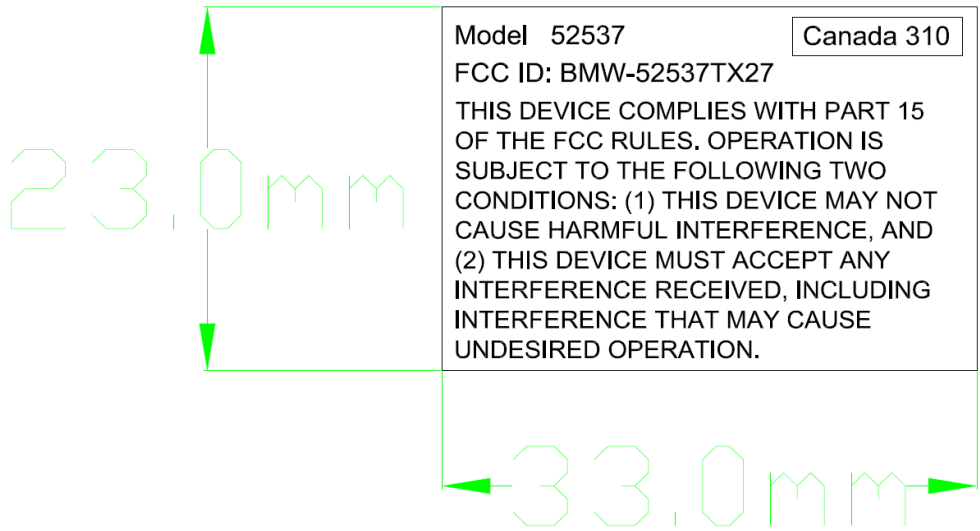 Model 52537 Canada 310
FCC ID: BMW-52537TX27
THIS DEVICE COMPLIES WITH PART 15
OF THE FCC RULES. OPERATION IS
SUBJECT TO THE FOLLOWING TWO
CONDITIONS: (1) THIS DEVICE MAY NOT
CAUSE HARMFUL INTERFERENCE, AND
(2) THIS DEVICE MUST ACCEPT ANY
INTERFERENCE RECEIVED, INCLUDING
INTERFERENCE THAT MAY CAUSE
UNDESIRED OPERATION.
23.0mm
33.0mm